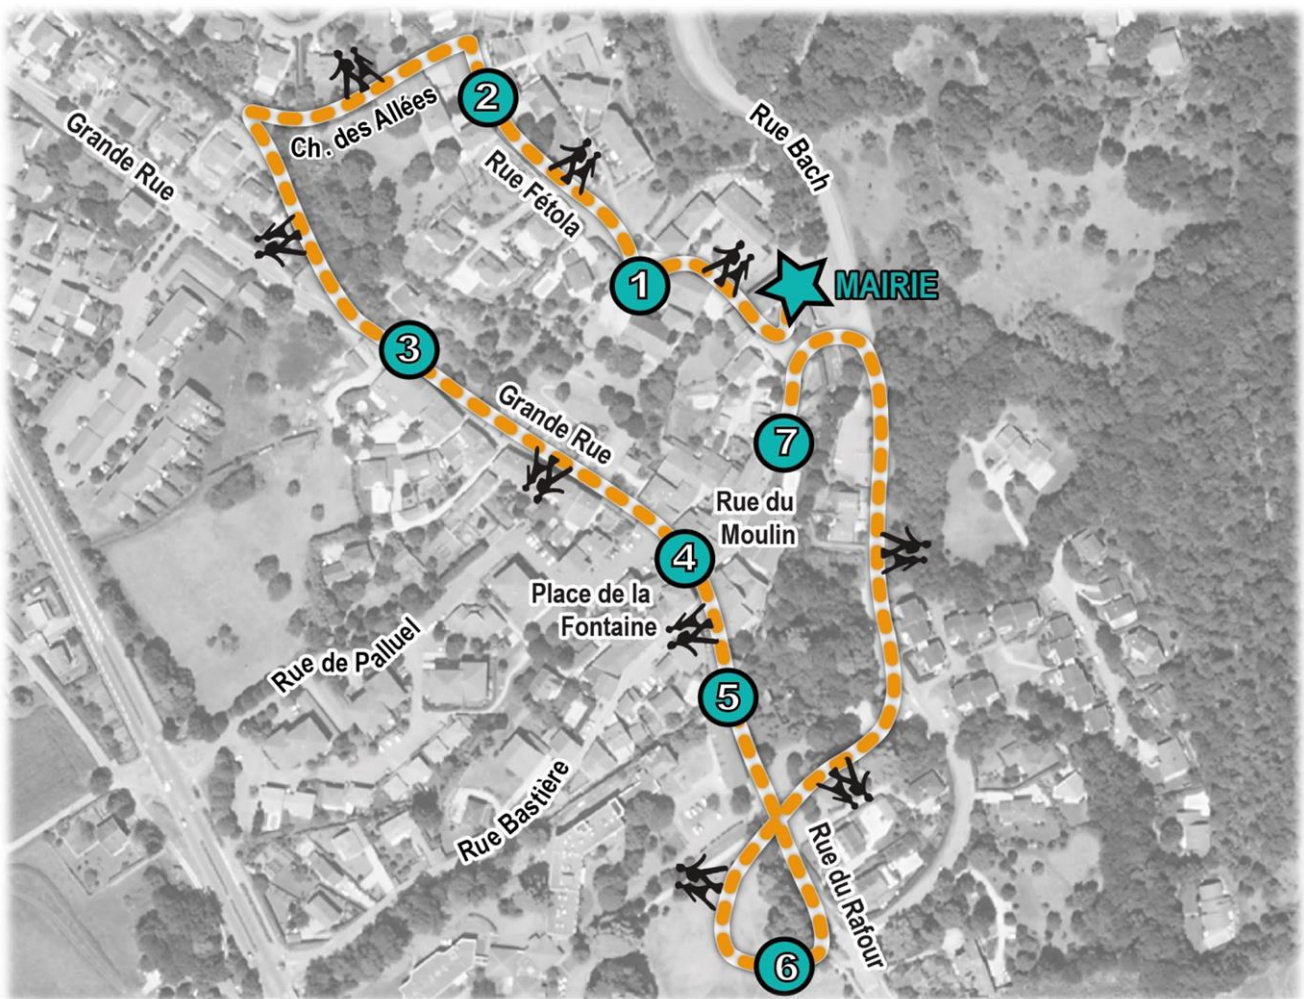 2
Ch. des Allées
Grande Rue
Rue Bach
Rue Fétola
1
MAIRIE
3
Grande Rue
7
Rue du
Moulin
4
Place de la
Fontaine
Rue de Palluel
5
Rue Bastière
Rue du Rafour
6